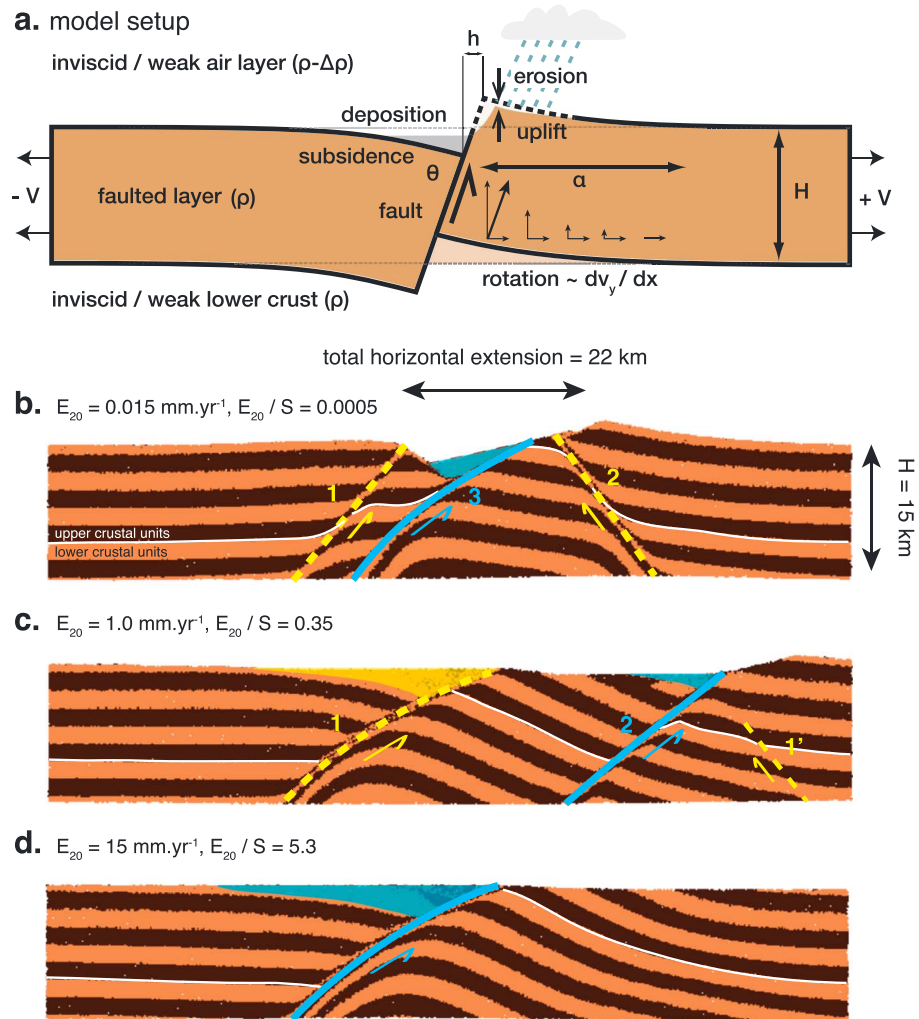 a. model setup
h
inviscid / weak air layer (ρ-Δρ)
erosion
deposition
uplift
subsidence
θ
α
- V
faulted layer (ρ)
fault
H
+ V
rotation ~ dv_y / dx
inviscid / weak lower crust (ρ)
total horizontal extension = 22 km
b. E₂₀ = 0.015 mm.yr⁻¹, E₂₀ / S = 0.0005
1
2
3
upper crustal units
lower crustal units
H = 15 km
c. E₂₀ = 1.0 mm.yr⁻¹, E₂₀ / S = 0.35
1
2
1'
d. E₂₀ = 15 mm.yr⁻¹, E₂₀ / S = 5.3